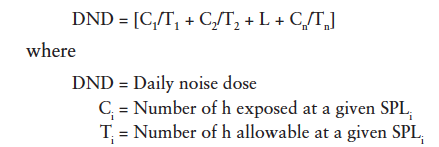 DND = [C₁/T₁ + C₂/T₂ + L + Cₙ/Tₙ]
where
DND = Daily noise dose
Cᵢ = Number of h exposed at a given SPLᵢ
Tᵢ = Number of h allowable at a given SPLᵢ